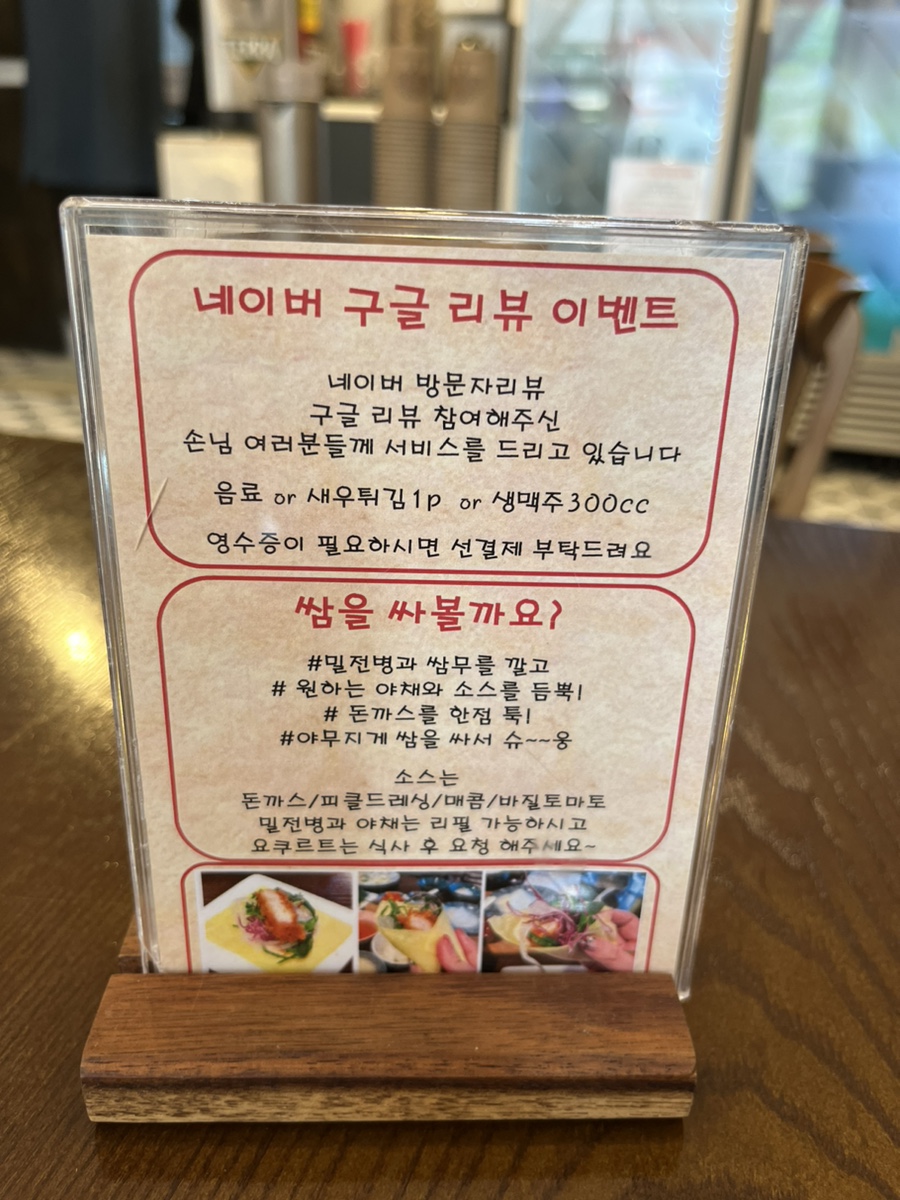 네이버 구글 리뷰 이벤트
네이버 방문자리뷰
구글 리뷰 참여해주신
손님 여러분들께 서비스를 드리고 있습니다
음료 or 새우튀김1p or 생맥주300cc
영수증이 필요하시면 선결제 부탁드려요
쌈을 싸볼까요?
#밀전병과 쌈무를 깔고
# 원하는 야채와 소스를 듬뿍!
# 돈까스를 한점 툭!
#야무지게 쌈을 싸서 슈~~웅
소스는
돈까스/피클드레싱/매콤/바질토마토
밀전병과 야채는 리필 가능하시고
요쿠르트는 식사 후 요청 해주세요~